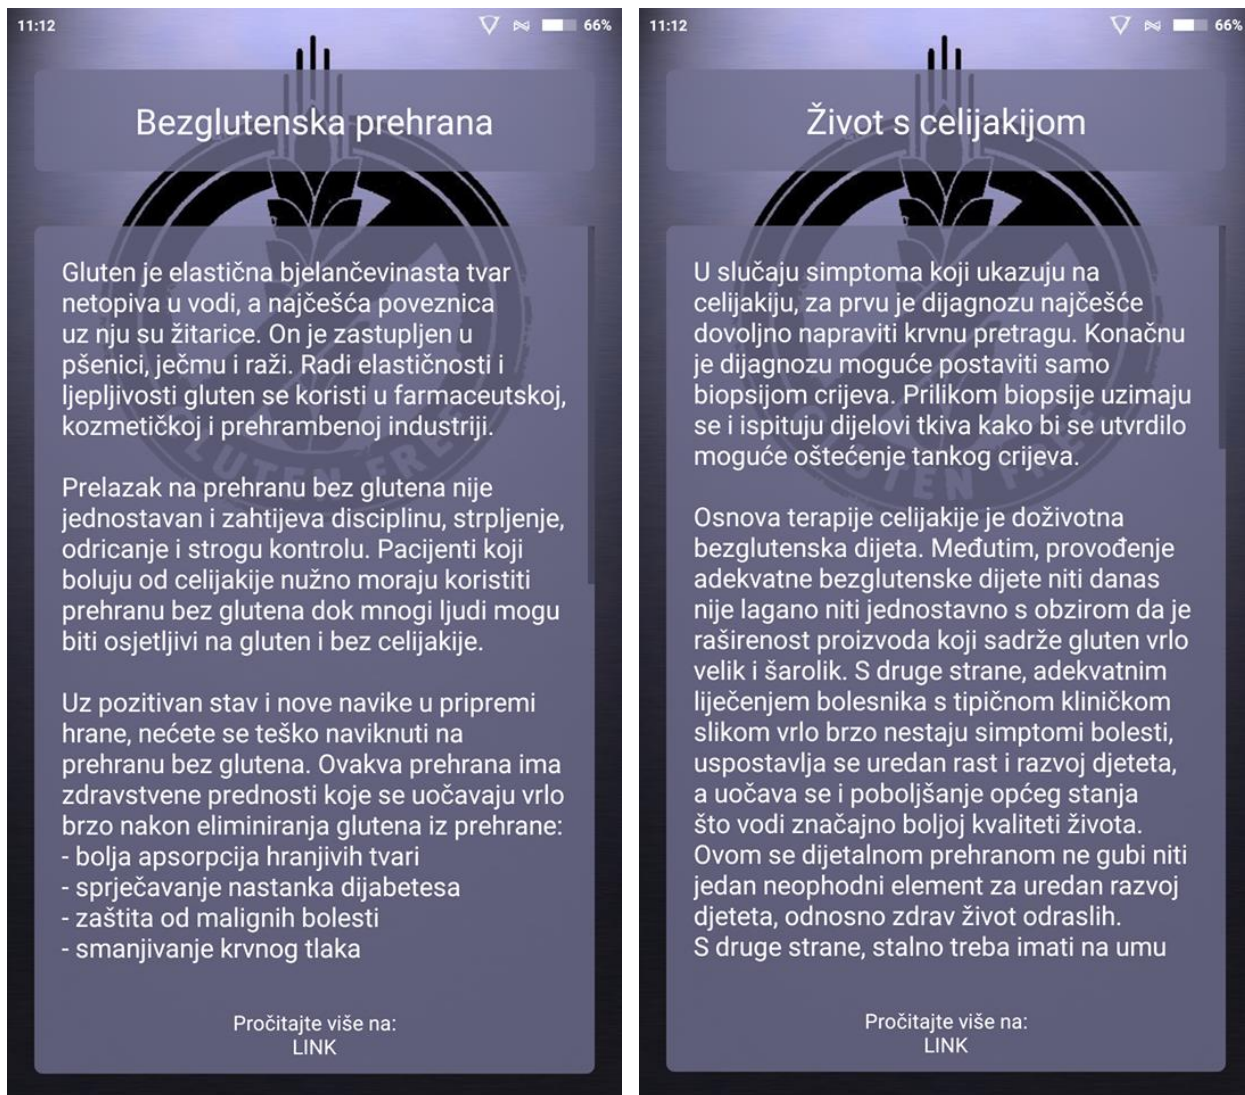 11:12
66%
Bezglutenska prehrana
Gluten je elastična bjelančevinasta tvar
netopiva u vodi, a najčešća poveznica
uz nju su žitarice. On je zastupljen u
pšenici, ječmu i raži. Radi elastičnosti i
ljepljivosti gluten se koristi u farmaceutskoj,
kozmetičkoj i prehrambenoj industriji.
Prelazak na prehranu bez glutena nije
jednostavan i zahtijeva disciplinu, strpljenje,
odricanje i strogu kontrolu. Pacijenti koji
boluju od celijakije nužno moraju koristiti
prehranu bez glutena dok mnogi ljudi mogu
biti osjetljivi na gluten i bez celijakije.
Uz pozitivan stav i nove navike u pripremi
hrane, nećete se teško naviknuti na
prehranu bez glutena. Ovakva prehrana ima
zdravstvene prednosti koje se uočavaju vrlo
brzo nakon eliminiranja glutena iz prehrane:
- bolja apsorpcija hranjivih tvari
- sprječavanje nastanka dijabetesa
- zaštita od malignih bolesti
- smanjivanje krvnog tlaka
Pročitajte više na:
LINK
GLUTEN FREE
11:12
66%
Život s celijakijom
U slučaju simptoma koji ukazuju na
celijakiju, za prvu je dijagnozu najčešće
dovoljno napraviti krvnu pretragu. Konačnu
je dijagnozu moguće postaviti samo
biopsijom crijeva. Prilikom biopsije uzimaju
se i ispituju dijelovi tkiva kako bi se utvrdilo
moguće oštećenje tankog crijeva.
Osnova terapije celijakije je doživotna
bezglutenska dijeta. Međutim, provođenje
adekvatne bezglutenske dijete niti danas
nije lagano niti jednostavno s obzirom da je
raširenost proizvoda koji sadrže gluten vrlo
velik i šarolik. S druge strane, adekvatnim
liječenjem bolesnika s tipičnom kliničkom
slikom vrlo brzo nestaju simptomi bolesti,
uspostavlja se uredan rast i razvoj djeteta,
a uočava se i poboljšanje općeg stanja
što vodi značajno boljoj kvaliteti života.
Ovom se dijetalnom prehranom ne gubi niti
jedan neophodni element za uredan razvoj
djeteta, odnosno zdrav život odraslih.
S druge strane, stalno treba imati na umu
Pročitajte više na:
LINK
GLUTEN FREE